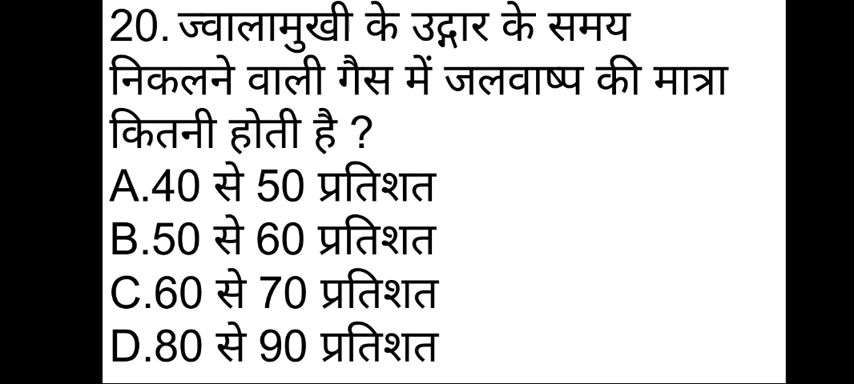 20. ज्वालामुखी के उद्गार के समय
निकलने वाली गैस में जलवाष्प की मात्रा
कितनी होती है ?
A.40 से 50 प्रतिशत
B.50 से 60 प्रतिशत
C.60 से 70 प्रतिशत
D.80 से 90 प्रतिशत